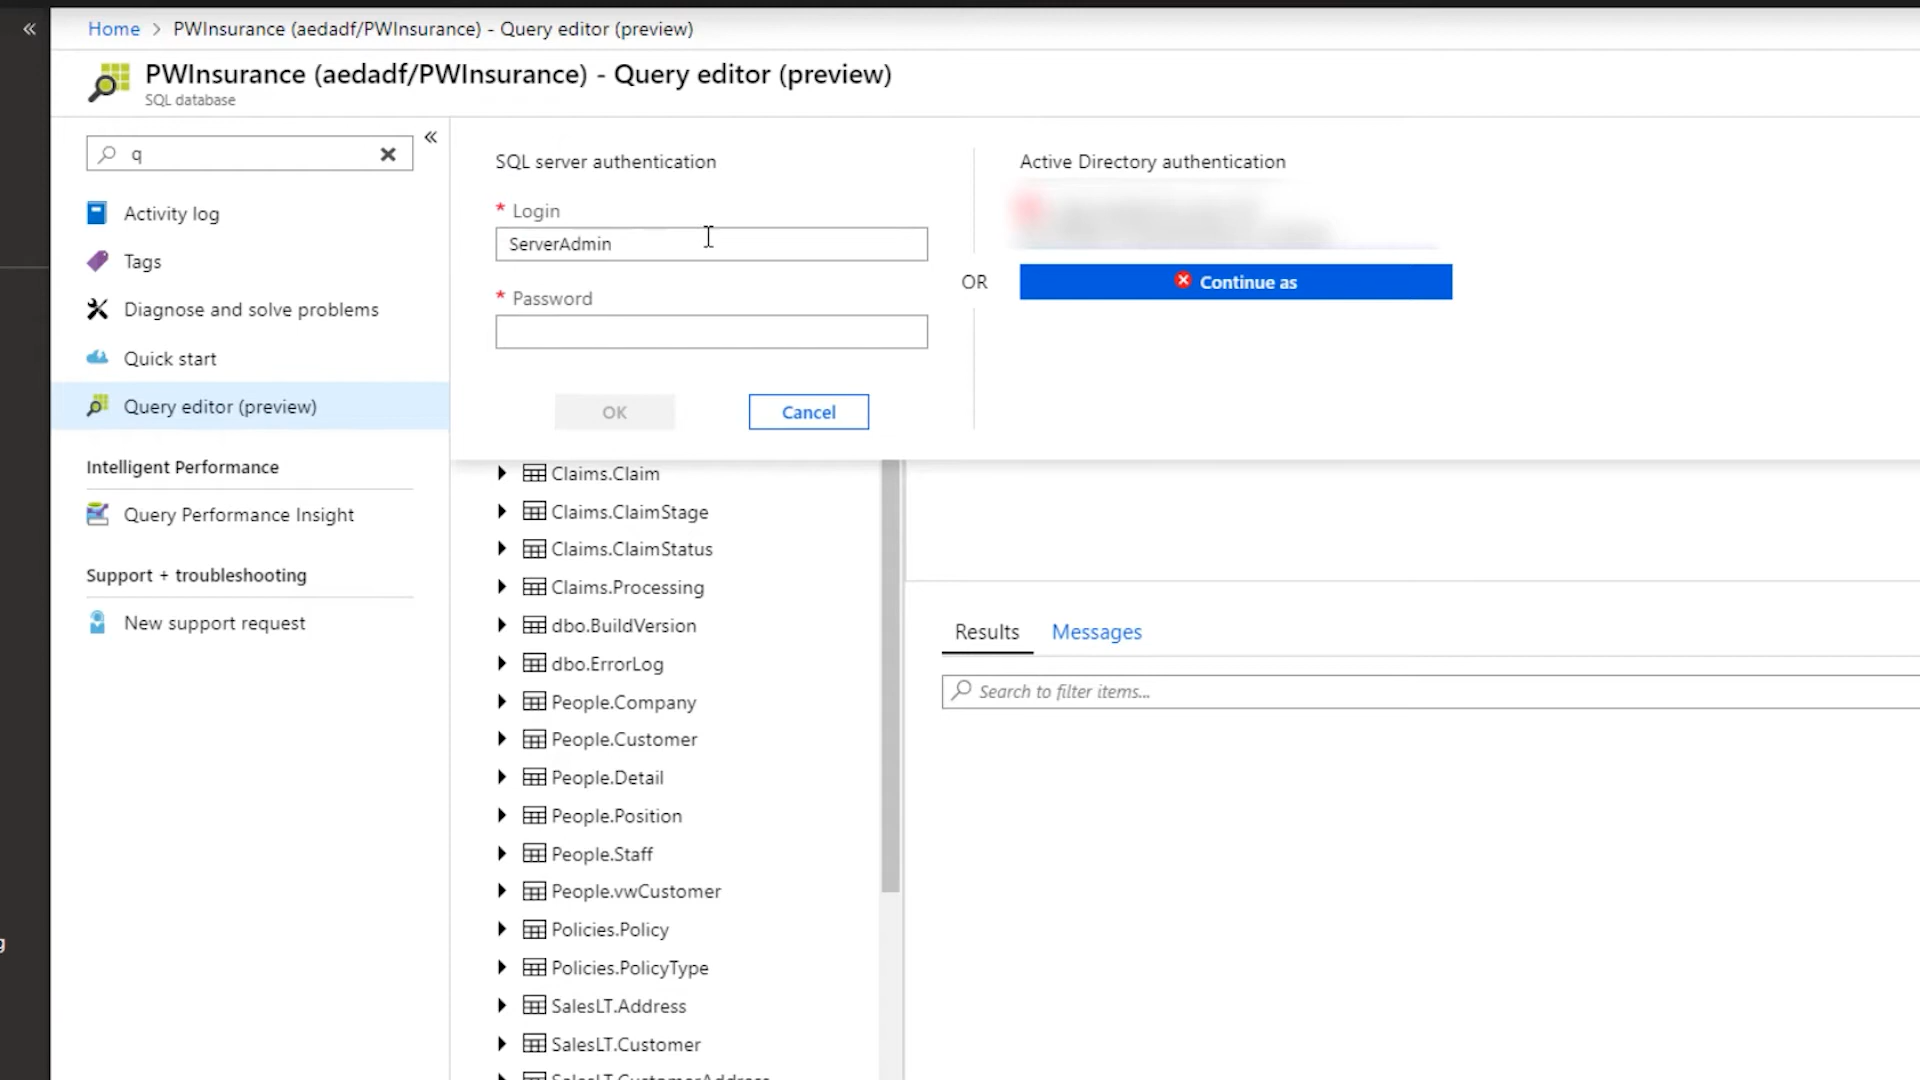 Home > PWInsurance (aedadf/PWInsurance) - Query editor (preview)
PWInsurance (aedadf/PWInsurance) - Query editor (preview)
SQL database
q
Activity log
Tags
Diagnose and solve problems
Quick start
Query editor (preview)
Intelligent Performance
Query Performance Insight
Support + troubleshooting
New support request
SQL server authentication
* Login
ServerAdmin
* Password
OK
Cancel
OR
Active Directory authentication
Continue as
Claims.Claim
Claims.ClaimStage
Claims.ClaimStatus
Claims.Processing
dbo.BuildVersion
dbo.ErrorLog
People.Company
People.Customer
People.Detail
People.Position
People.Staff
People.vwCustomer
Policies.Policy
Policies.PolicyType
SalesLT.Address
SalesLT.Customer
SalesLT.CustomerAddress
Results
Messages
Search to filter items...
g